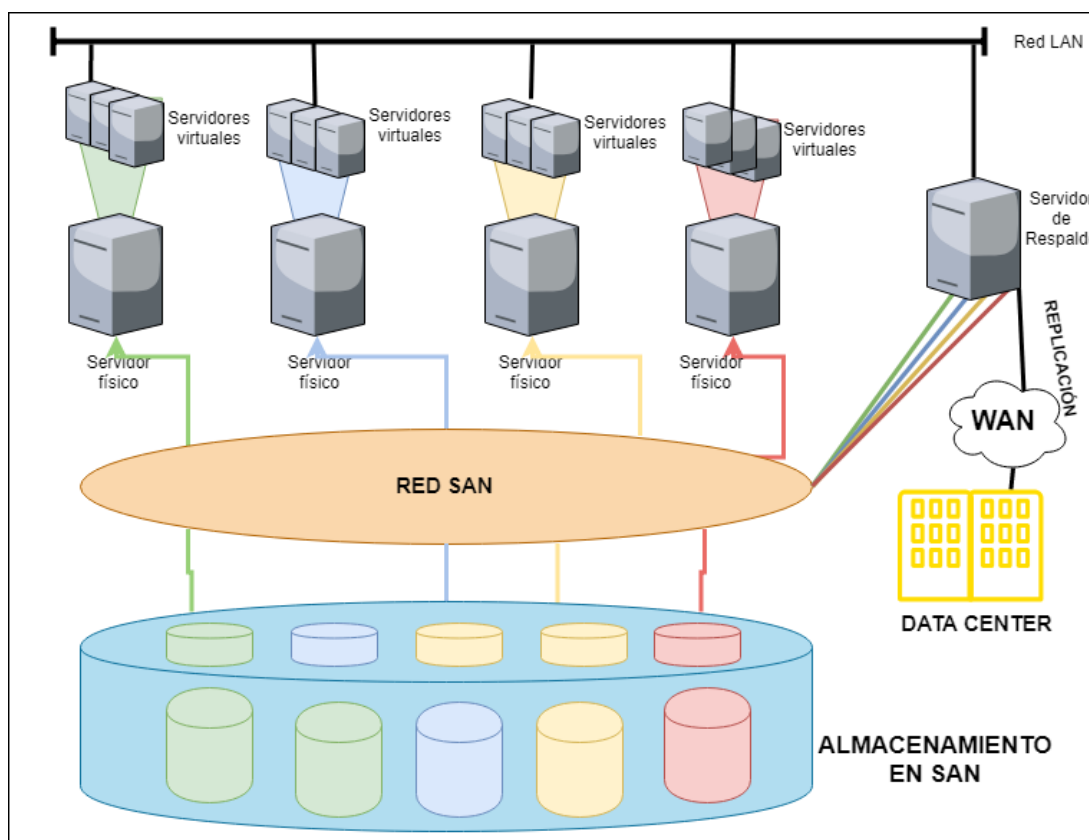 Red LAN
Servidores
virtuales
Servidores
virtuales
Servidores
virtuales
Servidores
virtuales
Servidor
de
Respald
Servidor
físico
Servidor
físico
Servidor
físico
Servidor
físico
REPLICACIÓN
WAN
RED SAN
DATA CENTER
ALMACENAMIENTO
EN SAN